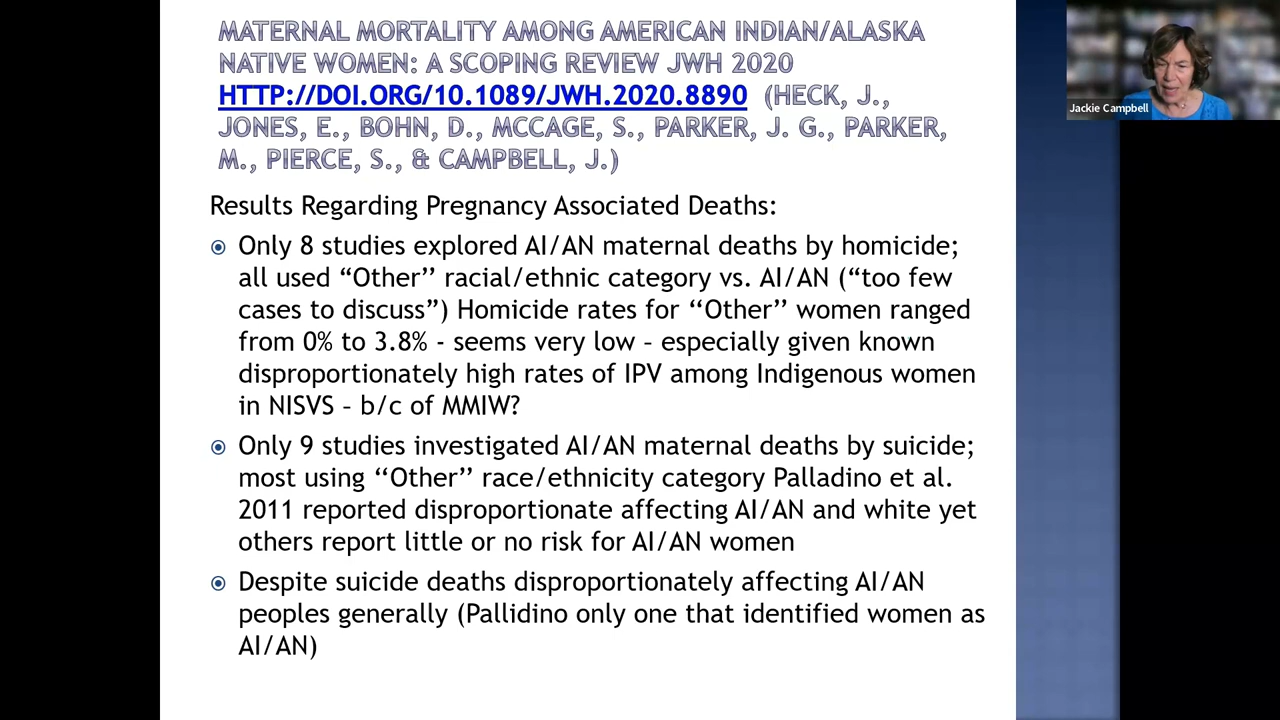 MATERNAL MORTALITY AMONG AMERICAN INDIAN/ALASKA
NATIVE WOMEN: A SCOPING REVIEW JWH 2020
HTTP://DOI.ORG/10.1089/JWH.2020.8890 (HECK, J.,
JONES, E., BOHN, D., MCCAGE, S., PARKER, J. G., PARKER,
M., PIERCE, S., & CAMPBELL, J.)
Results Regarding Pregnancy Associated Deaths:
Only 8 studies explored AI/AN maternal deaths by homicide;
all used “Other” racial/ethnic category vs. AI/AN (“too few
cases to discuss”) Homicide rates for ‘‘Other’’ women ranged
from 0% to 3.8% - seems very low – especially given known
disproportionately high rates of IPV among Indigenous women
in NISVS – b/c of MMIW?
Only 9 studies investigated AI/AN maternal deaths by suicide;
most using ‘‘Other’’ race/ethnicity category Palladino et al.
2011 reported disproportionate affecting AI/AN and white yet
others report little or no risk for AI/AN women
Despite suicide deaths disproportionately affecting AI/AN
peoples generally (Pallidino only one that identified women as
AI/AN)
Jackie Campbell